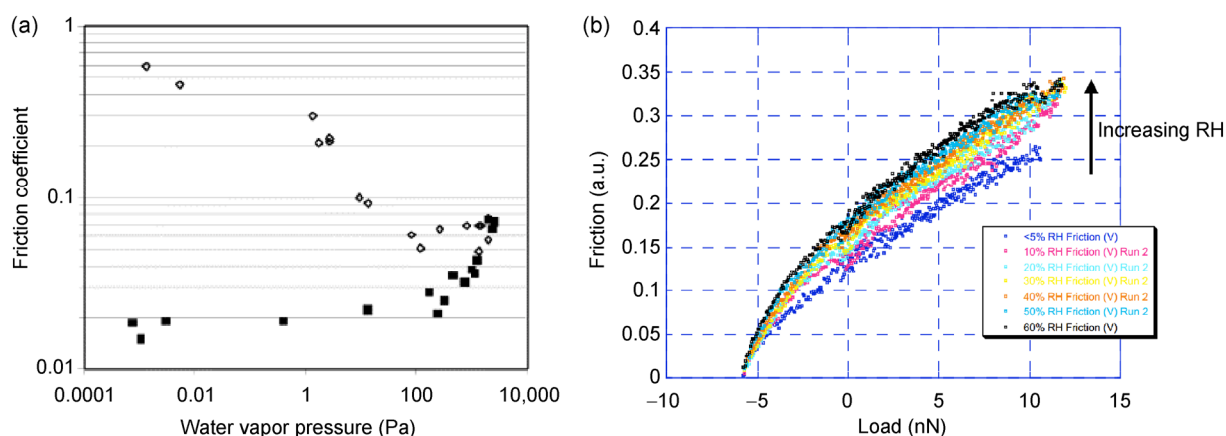 (a)
1
0.1
0.01
Friction coefficient
0.0001
0.01
1
100
10,000
Water vapor pressure (Pa)
(b)
0.4
0.35
0.3
0.25
0.2
0.15
0.1
0.05
0
Friction (a.u.)
Increasing RH
<5% RH Friction (V)
10% RH Friction (V) Run 2
20% RH Friction (V) Run 2
30% RH Friction (V) Run 2
40% RH Friction (V) Run 2
50% RH Friction (V) Run 2
60% RH Friction (V)
−10
−5
0
5
10
15
Load (nN)